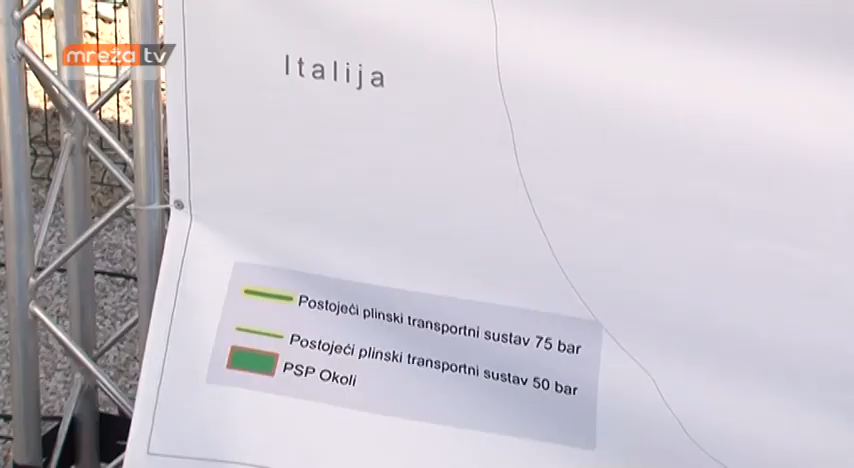 mreža tv
Italija
Postojeći plinski transportni sustav 75 bar
Postojeći plinski transportni sustav 50 bar
PSP Okoli